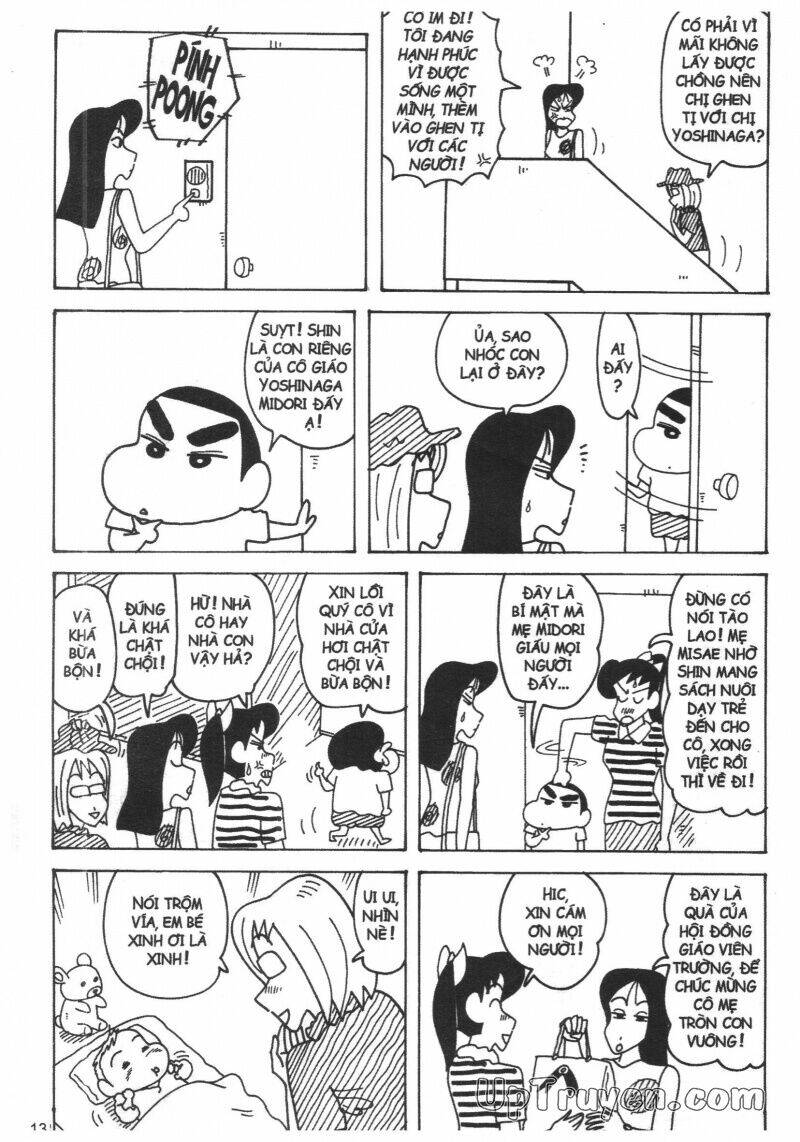 CÓ PHẢI VÌ
MÃI KHÔNG
LẤY ĐƯỢC
CHỒNG NÊN
CHỊ GHEN
TỊ VỚI CHỊ
YOSHINAGA?
CO IM ĐI!
TÔI ĐANG
HẠNH PHÚC
VÌ ĐƯỢC
SỐNG MỘT
MÌNH, THÈM
VÀO GHEN TỊ
VỚI CÁC
NGƯỜI!
PÍNH
POONG
AI
ĐẤY
?
ỦA, SAO
NHÓC CON
LẠI Ở ĐÂY?
SUỴT! SHIN
LÀ CON RIÊNG
CỦA CÔ GIÁO
YOSHINAGA
MIDORI ĐẤY
Ạ!
ĐỪNG CÓ
NÓI TÀO
LAO! MẸ
MISAE NHỜ
SHIN MANG
SÁCH NUÔI
DẠY TRẺ
ĐẾN CHO
CÔ, XONG
VIỆC RỒI
THÌ VỀ ĐI!
ĐÂY LÀ
BÍ MẬT MÀ
MẸ MIDORI
GIẤU MỌI
NGƯỜI
ĐẤY...
XIN LỖI
QUÝ CÔ VÌ
NHÀ CỬA
HƠI CHẬT
CHỘI VÀ
BỪA BỘN!
HỪ! NHÀ
CÔ HAY
NHÀ CON
VẬY HẢ?
ĐÚNG
LÀ KHÁ
CHẬT
CHỘI!
VÀ
KHÁ
BỪA
BỘN!
ĐÂY LÀ
QUÀ CỦA
HỘI ĐỒNG
GIÁO VIÊN
TRƯỜNG, ĐỂ
CHÚC MỪNG
CÔ MẸ
TRÒN CON
VUÔNG!
HIC,
XIN CÁM
ƠN MỌI
NGƯỜI!
UI UI,
NHÌN
NÈ!
NÓI TRỘM
VÍA, EM BÉ
XINH ƠI LÀ
XINH!
UpTruyen.com